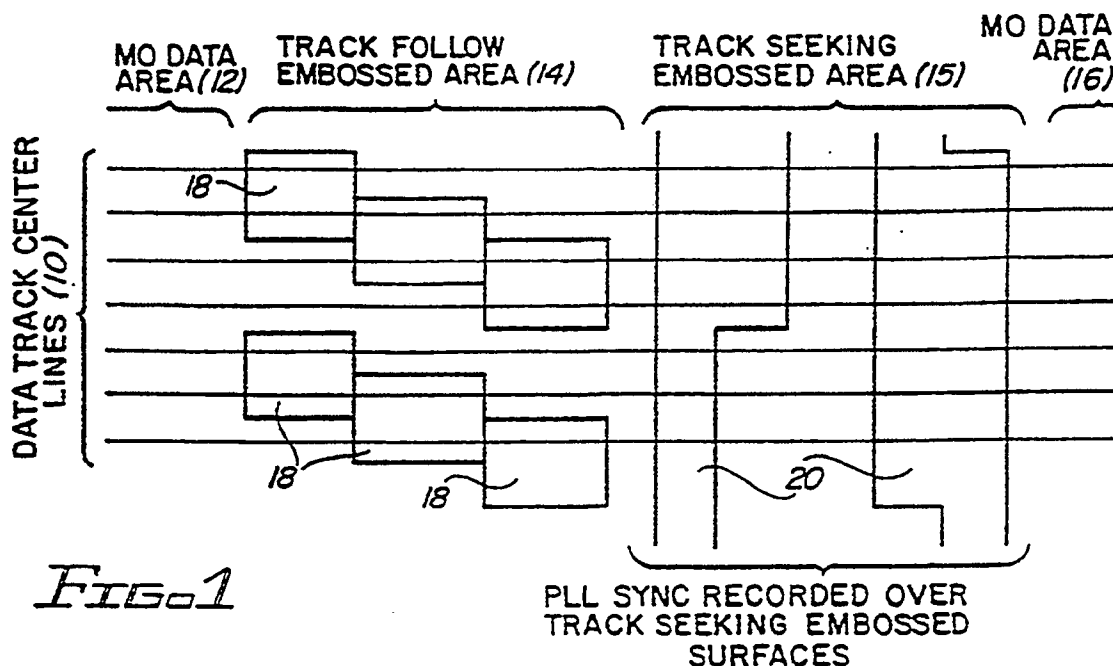 MO DATA
AREA (12)
TRACK FOLLOW
EMBOSSED AREA (14)
TRACK SEEKING
EMBOSSED AREA (15)
MO DATA
AREA
(16)
DATA TRACK CENTER
LINES (10)
18
18
18
20
FIG. 1
PLL SYNC RECORDED OVER
TRACK SEEKING EMBOSSED
SURFACES